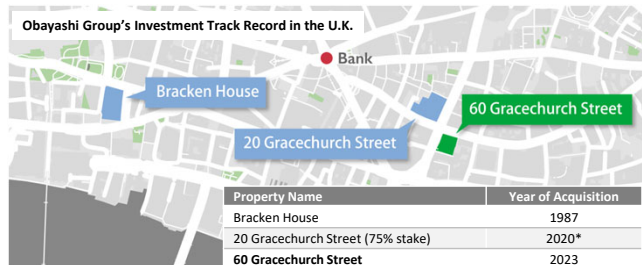 Obayashi Group’s Investment Track Record in the U.K.
Bank
Bracken House
60 Gracechurch Street
20 Gracechurch Street
Property Name Year of Acquisition
Bracken House 1987
20 Gracechurch Street (75% stake) 2020*
60 Gracechurch Street 2023